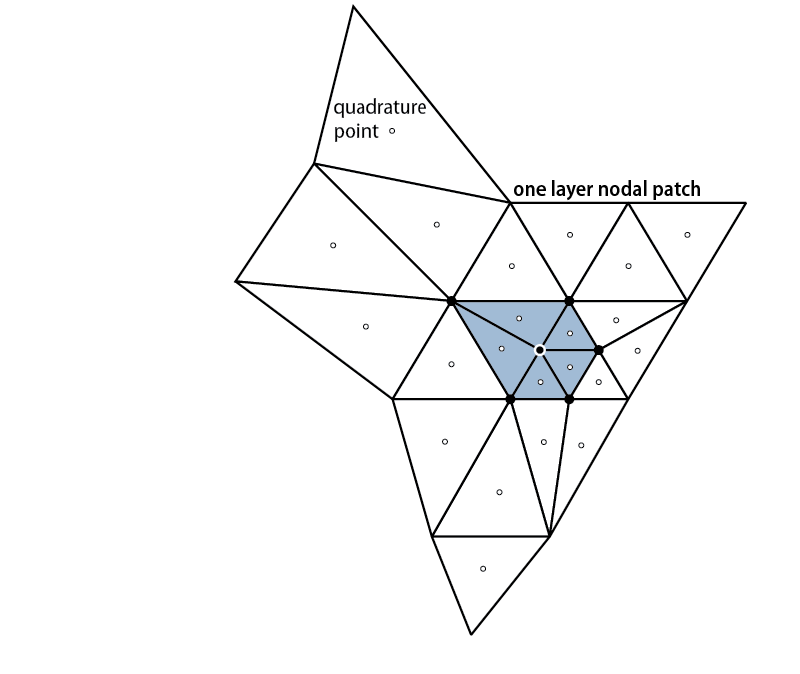 quadrature
point
one layer nodal patch